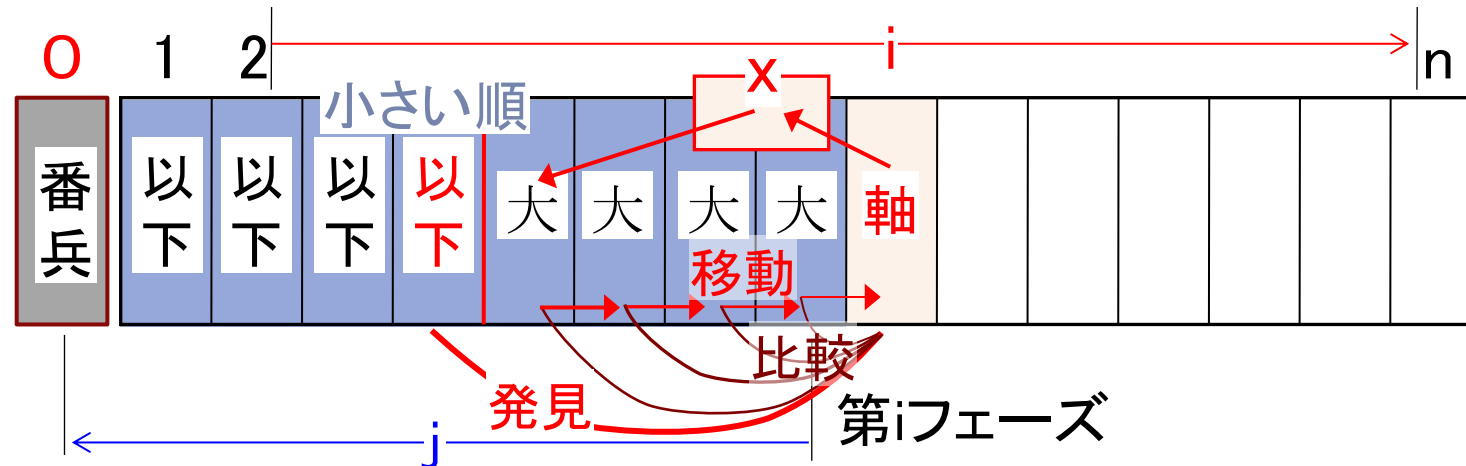 0 1 2 i n
x
小さい順
番兵 以下 以下 以下 以下 大 大 大 大 軸
移動
比較
発見
第iフェーズ
j